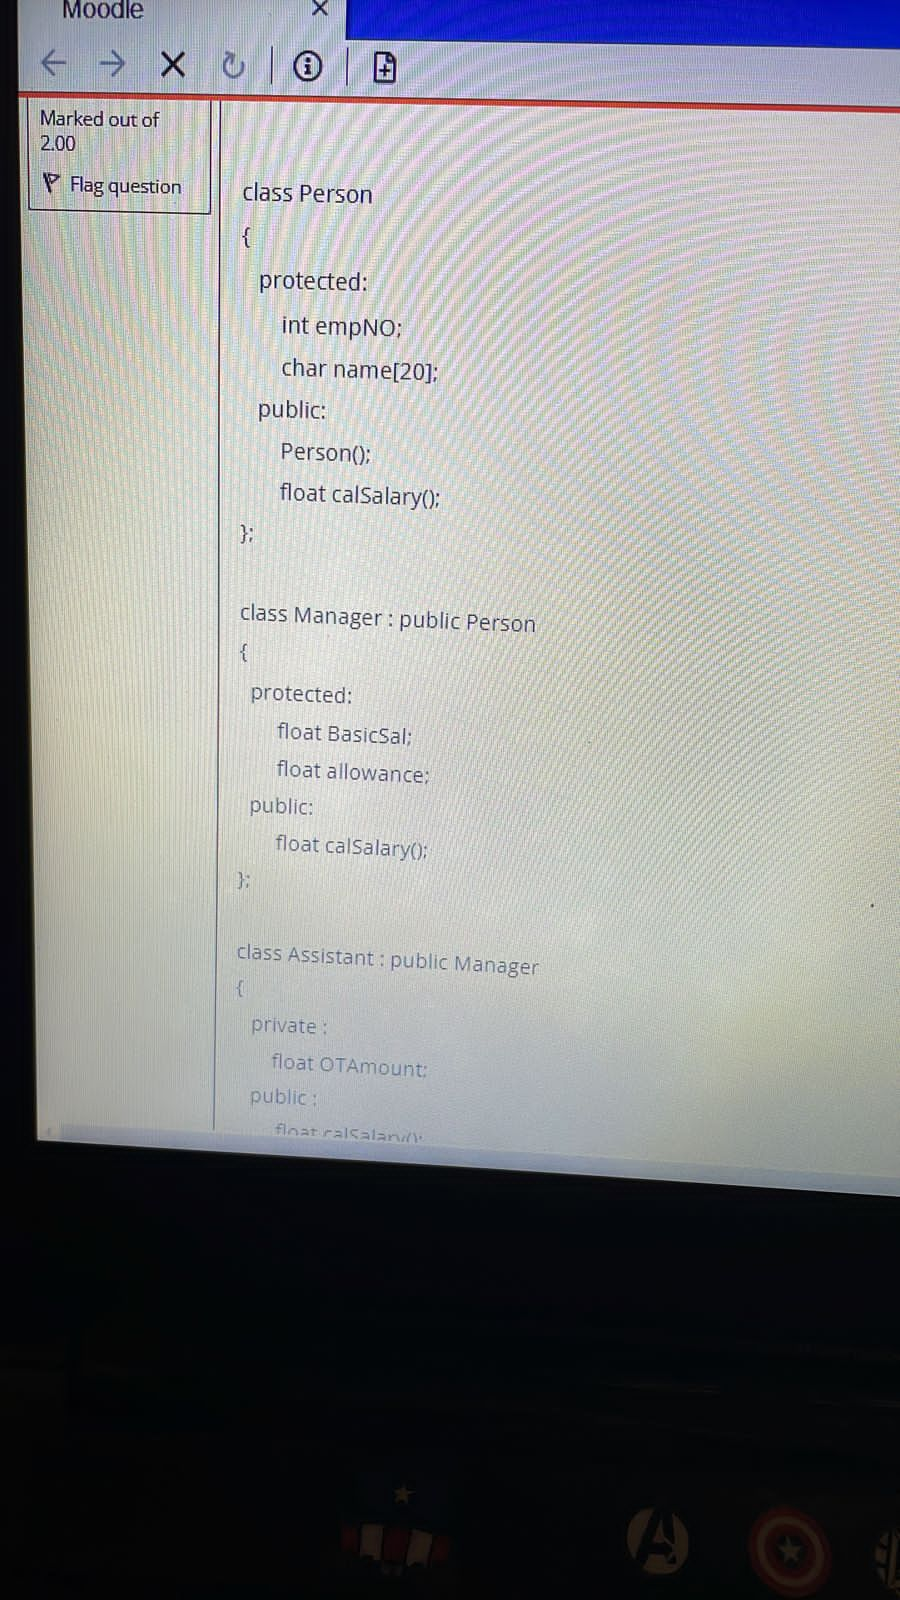 Moodle
Marked out of
2.00
Flag question
class Person
{
protected:
int empNO;
char name[20];
public:
Person();
float calSalary();
};
class Manager : public Person
{
protected:
float BasicSal;
float allowance;
public:
float calSalary();
};
class Assistant : public Manager
{
private :
float OTAmount;
public :
float calSalary();